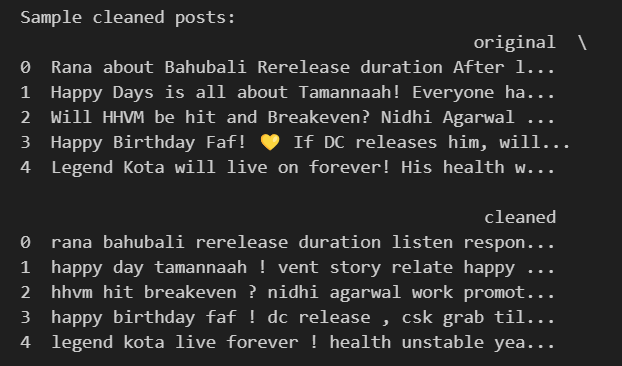 Sample cleaned posts:
original \
0 Rana about Bahubali Rerelease duration After l...
1 Happy Days is all about Tamannaah! Everyone ha...
2 Will HHVM be hit and Breakeven? Nidhi Agarwal ...
3 Happy Birthday Faf! 💛 If DC releases him, will...
4 Legend Kota will live on forever! His health w...
cleaned
0 rana bahubali rerelease duration listen respon...
1 happy day tamannaah ! vent story relate happy ...
2 hhvm hit breakeven ? nidhi agarwal work promot...
3 happy birthday faf ! dc release , csk grab til...
4 legend kota live forever ! health unstable yea...